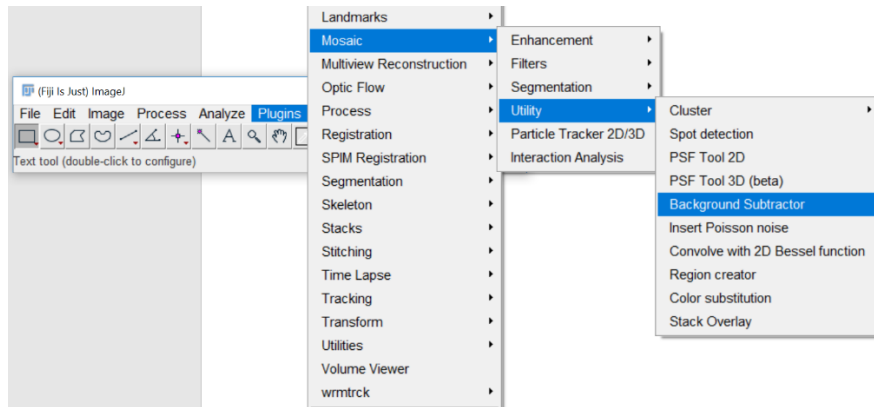 (Fiji Is Just) ImageJ
File Edit Image Process Analyze Plugins
A
Text tool (double-click to configure)
Landmarks
Mosaic
Multiview Reconstruction
Optic Flow
Process
Registration
SPIM Registration
Segmentation
Skeleton
Stacks
Stitching
Time Lapse
Tracking
Transform
Utilities
Volume Viewer
wrmtrck
Enhancement
Filters
Segmentation
Utility
Particle Tracker 2D/3D
Interaction Analysis
Cluster
Spot detection
PSF Tool 2D
PSF Tool 3D (beta)
Background Subtractor
Insert Poisson noise
Convolve with 2D Bessel function
Region creator
Color substitution
Stack Overlay